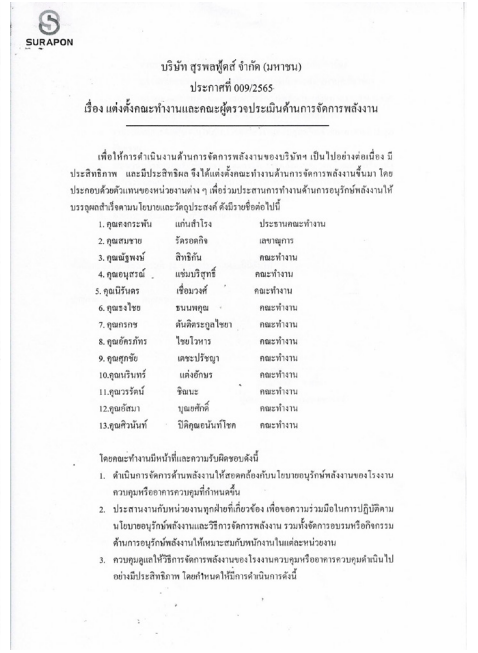 SURAPON
บริษัท สุรพลฟู้ดส์ จำกัด (มหาชน)
ประกาศที่ 009/2565
เรื่อง แต่งตั้งคณะทำงานและคณะผู้ตรวจประเมินด้านการจัดการพลังงาน
เพื่อให้การดำเนินงานด้านการจัดการพลังงานของบริษัทฯ เป็นไปอย่างต่อเนื่อง มี
ประสิทธิภาพ และมีประสิทธิผล จึงได้แต่งตั้งคณะทำงานด้านการจัดการพลังงานขึ้นมา โดย
ประกอบด้วยตัวแทนของหน่วยงานต่าง ๆ เพื่อร่วมประสานการทำงานด้านการอนุรักษ์พลังงานให้
บรรลุผลสำเร็จตามนโยบายและวัตถุประสงค์ ดังมีรายชื่อต่อไปนี้
1. คุณคงกระพัน แก่นสำโรง ประธานคณะทำงาน
2. คุณสมชาย รัตรอดกิจ เลขาณุการ
3. คุณณัฐพงษ์ สิทธิกัน คณะทำงาน
4. คุณอนุสรณ์ แช่มบริสุทธิ์ คณะทำงาน
5. คุณนิรันดร เชื่อมวงศ์ คณะทำงาน
6. คุณธงไชย ธนนพคุณ คณะทำงาน
7. คุณกรกช ตันติตระกูลไชยา คณะทำงาน
8. คุณอัครภัทร ไชยโวหาร คณะทำงาน
9. คุณศุภชัย เตชะปรัชญา คณะทำงาน
10.คุณนรินทร์ แต่งอักษร คณะทำงาน
11.คุณวรรัตน์ ชิณนะ คณะทำงาน
12.คุณอัสมา บุณยศักดิ์ คณะทำงาน
13.คุณศิวนันท์ ปิติคุณอนันท์โชค คณะทำงาน
โดยคณะทำงานมีหน้าที่และความรับผิดชอบดังนี้
1. ดำเนินการจัดการด้านพลังงานให้สอดคล้องกับนโยบายอนุรักษ์พลังงานของโรงงาน
ควบคุมหรืออาคารควบคุมที่กำหนดขึ้น
2. ประสานงานกับหน่วยงานทุกฝ่ายที่เกี่ยวข้อง เพื่อขอความร่วมมือในการปฏิบัติตาม
นโยบายอนุรักษ์พลังงานและวิธีการจัดการพลังงาน รวมทั้งจัดการอบรมหรือกิจกรรม
ด้านการอนุรักษ์พลังงานให้เหมาะสมกับพนักงานในแต่ละหน่วยงาน
3. ควบคุมดูแลให้วิธีการจัดการพลังงานของโรงงานควบคุมหรืออาคารควบคุมดำเนินไป
อย่างมีประสิทธิภาพ โดยกำหนดให้มีการดำเนินการดังนี้